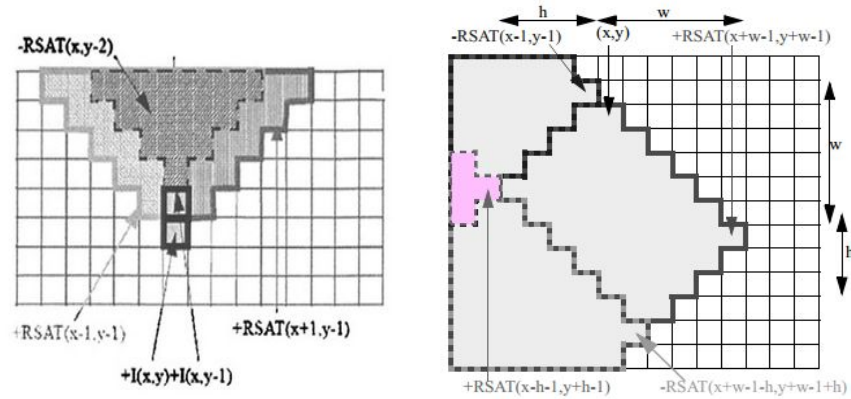 -RSAT(x,y-2)
+RSAT(x-1,y-1)
+RSAT(x+1,y-1)
+I(x,y)+I(x,y-1)
h
w
-RSAT(x-1,y-1)
(x,y)
+RSAT(x+w-1,y+w-1)
w
h
+RSAT(x-h-1,y+h-1)
-RSAT(x+w-1-h,y+w-1+h)